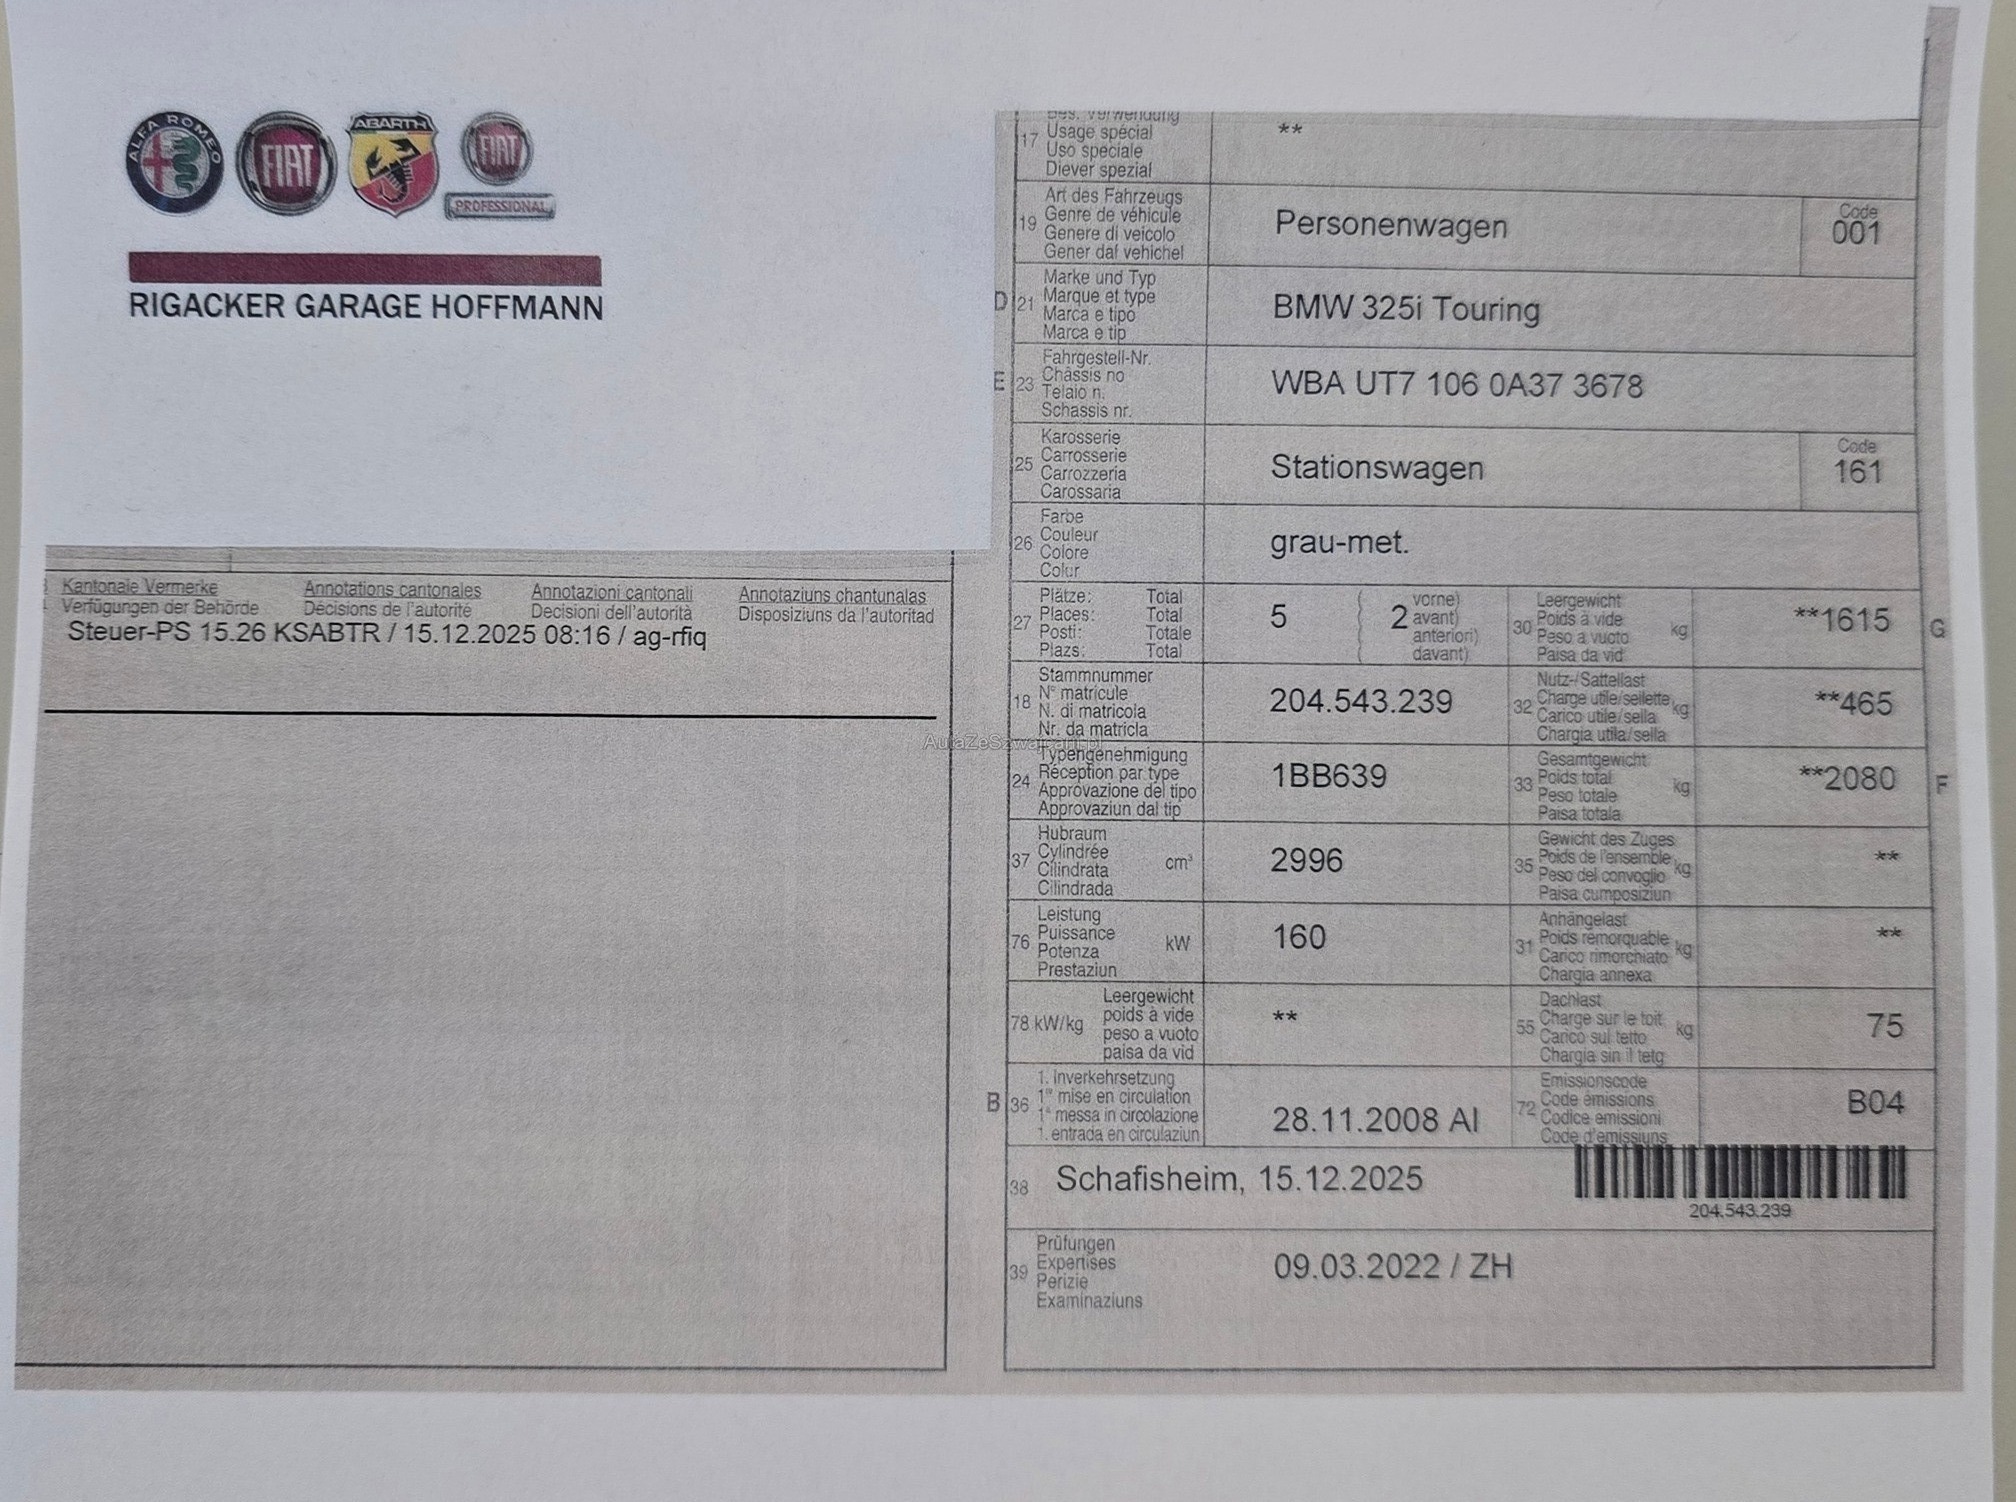 ALFA ROMEO
FIAT
ABARTH
FIAT
PROFESSIONAL
RIGACKER GARAGE HOFFMANN
Kantonale Vermerke Annotations cantonales Annotazioni cantonali Annotaziuns chantunalas
Verfügungen der Behörde Décisions de l'autorité Decisioni dell'autorità Disposiziuns da l'autoritad
Steuer-PS 15.26 KSABTR / 15.12.2025 08:16 / ag-rfiq
AutaZeSzwajcarii.pl
Bes. Verwendung
17 Usage spécial **
Uso speciale
Diever spezial
Art des Fahrzeugs
19 Genre de véhicule Personenwagen Code
Genere di veicolo 001
Gener dal vehichel
Marke und Typ
D 21 Marque et type BMW 325i Touring
Marca e tipo
Marca e tip
Fahrgestell-Nr.
E 23 Châssis no WBA UT7 106 0A37 3678
Telaio n.
Schassis nr.
Karosserie
25 Carrosserie Stationswagen Code
Carrozzeria 161
Carossaria
Farbe
26 Couleur grau-met.
Colore
Colur
Plätze: Total vorne) Leergewicht
27 Places: Total 5 2 avant) 30 Poids à vide kg **1615 G
Posti: Totale anteriori) Peso a vuoto
Plazs: Total davant) Paisa da vid
Stammnummer Nutz-/Sattellast
18 N° matricule 204.543.239 32 Charge utile/sellette kg **465
N. di matricola Carico utile/sella
Nr. da matricla Chargia utila/sella
Typengenehmigung Gesamtgewicht
24 Réception par type 1BB639 33 Poids total kg **2080 F
Approvazione del tipo Peso totale
Approvaziun dal tip Paisa totala
Hubraum Gewicht des Zuges
37 Cylindrée cm³ 2996 35 Poids de l'ensemble kg **
Cilindrata Peso del convoglio
Cilindrada Paisa cumposiziun
Leistung Anhängelast
76 Puissance kW 160 31 Poids remorquable kg **
Potenza Carico rimorchiato
Prestaziun Chargia annexa
Leergewicht Dachlast
78 kW/kg poids à vide ** 55 Charge sur le toit kg 75
peso a vuoto Carico sul tetto
paisa da vid Chargia sin il tetg
1. Inverkehrsetzung Emissionscode
B 36 1re mise en circulation 28.11.2008 AI 72 Code émissions B04
1a messa in circolazione Codice emissioni
1. entrada en circulaziun Code d'emissiuns
38 Schafisheim, 15.12.2025
204.543.239
Prüfungen
39 Expertises 09.03.2022 / ZH
Perizie
Examinaziuns